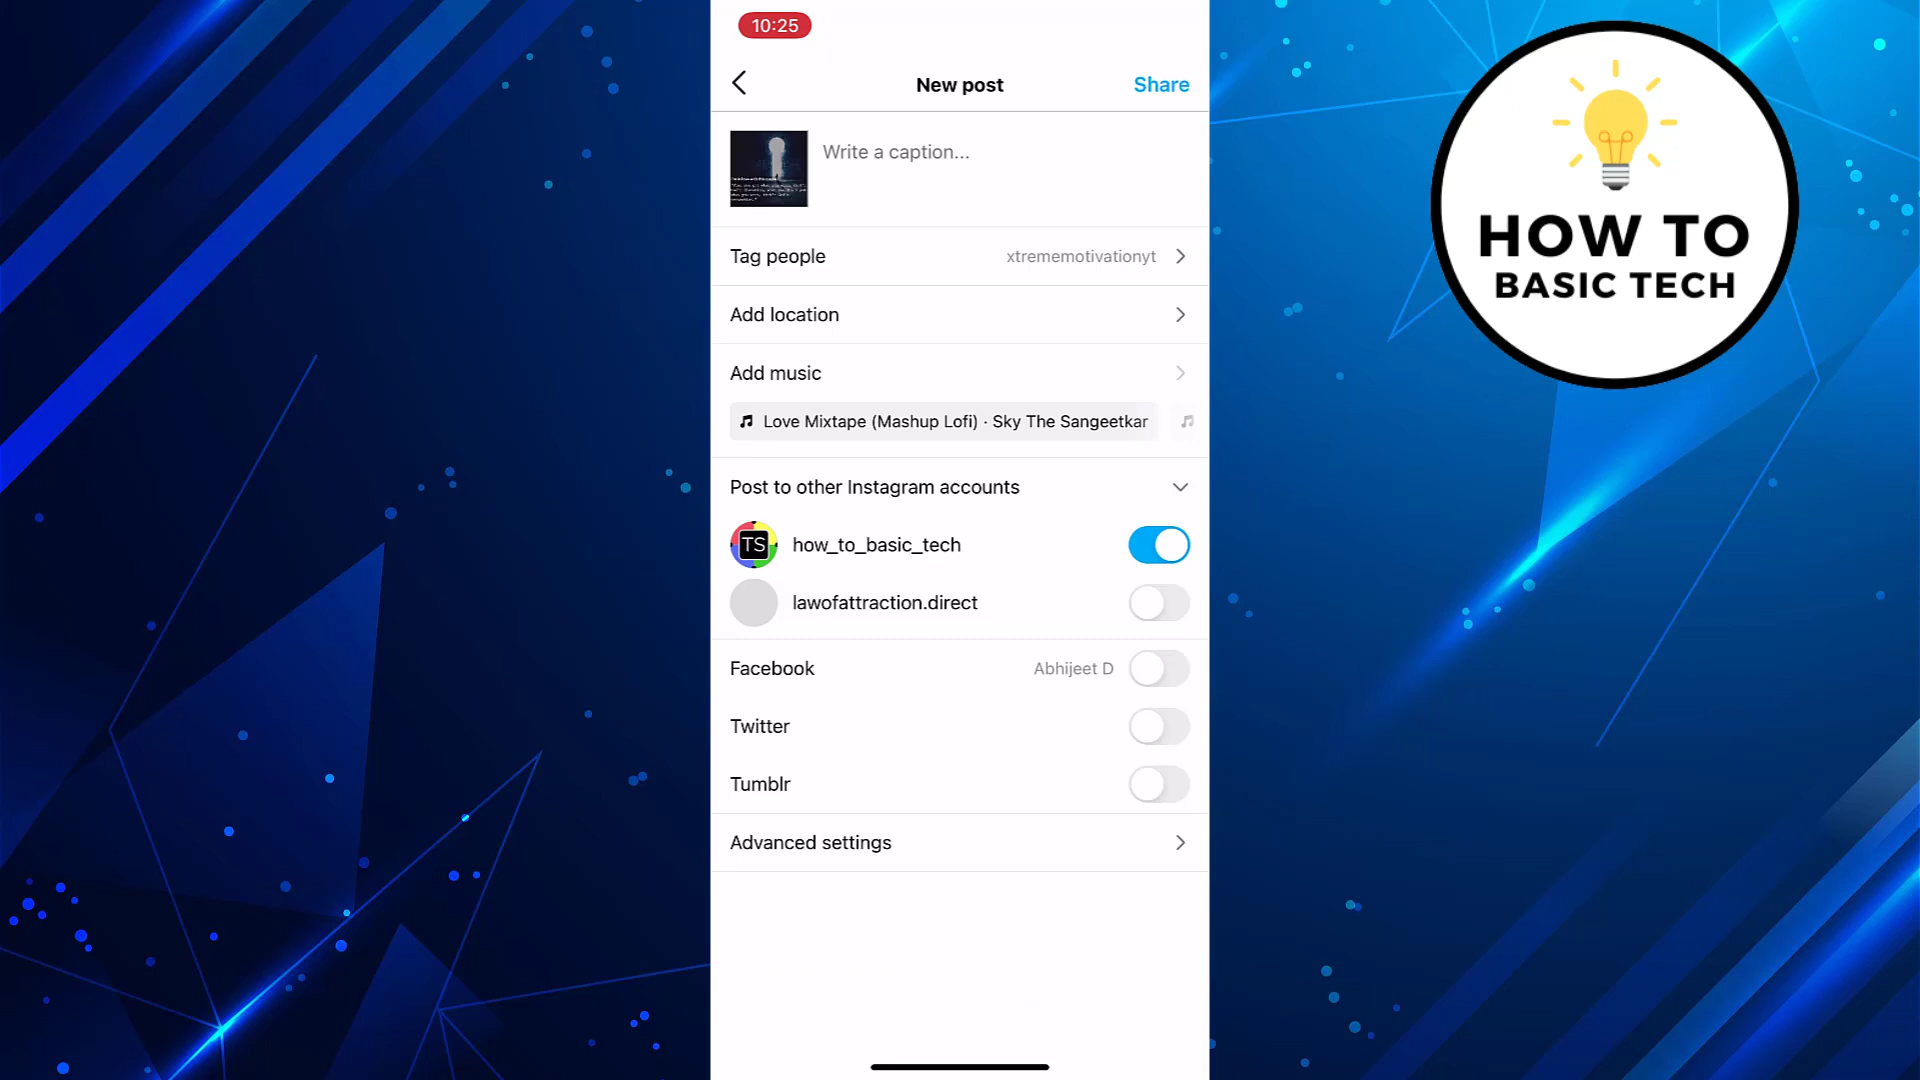 10:25
New post
Share
Write a caption...
Tag people
xtrememotivationyt
Add location
Add music
Love Mixtape (Mashup Lofi) · Sky The Sangeetkar
Post to other Instagram accounts
TS
how_to_basic_tech
lawofattraction.direct
Facebook
Abhijeet D
Twitter
Tumblr
Advanced settings
HOW TO
BASIC TECH